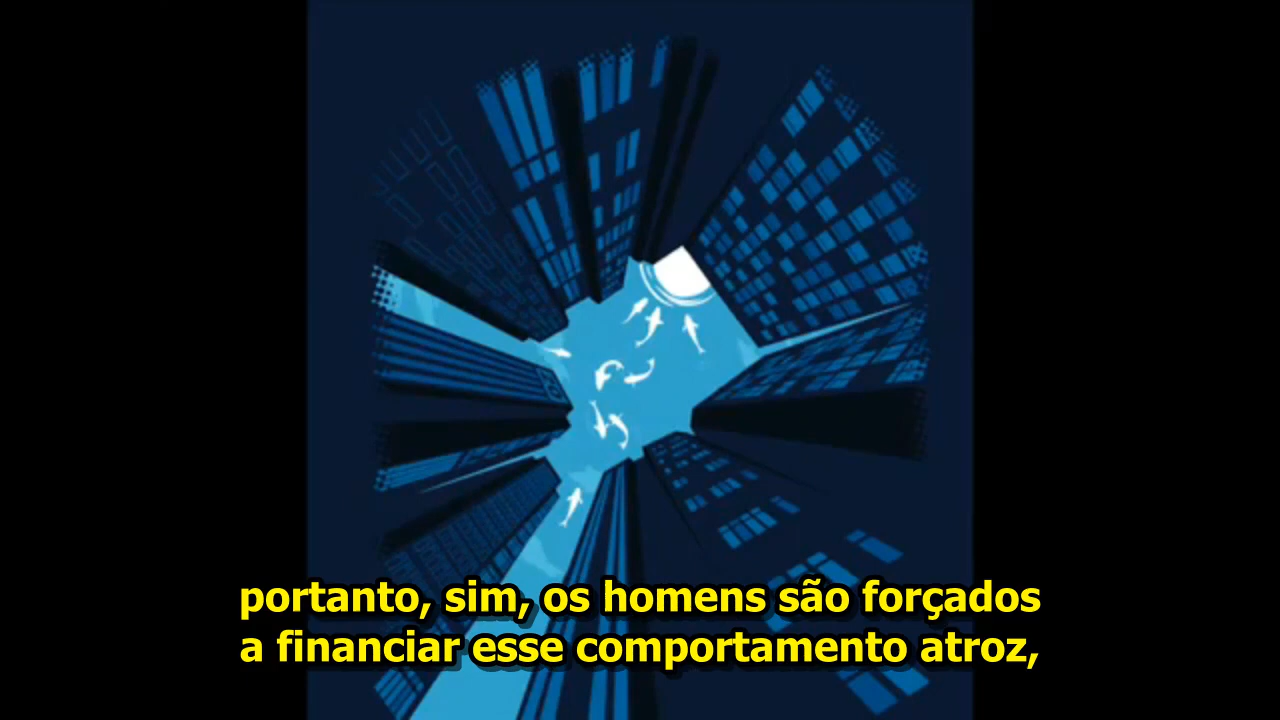 portanto, sim, os homens são forçados
a financiar esse comportamento atroz,